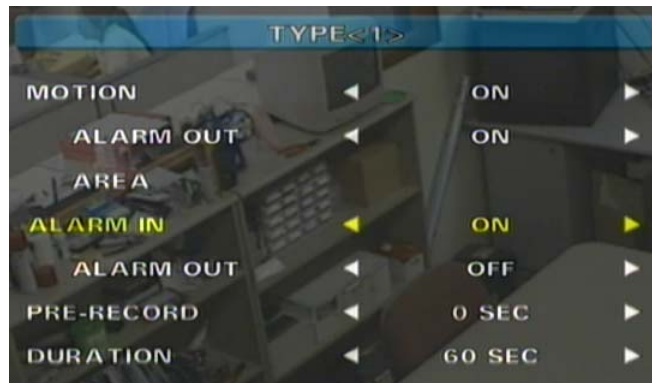 TYPE<1>
MOTION ON
ALARM OUT ON
AREA
ALARM IN ON
ALARM OUT OFF
PRE-RECORD 0 SEC
DURATION 60 SEC